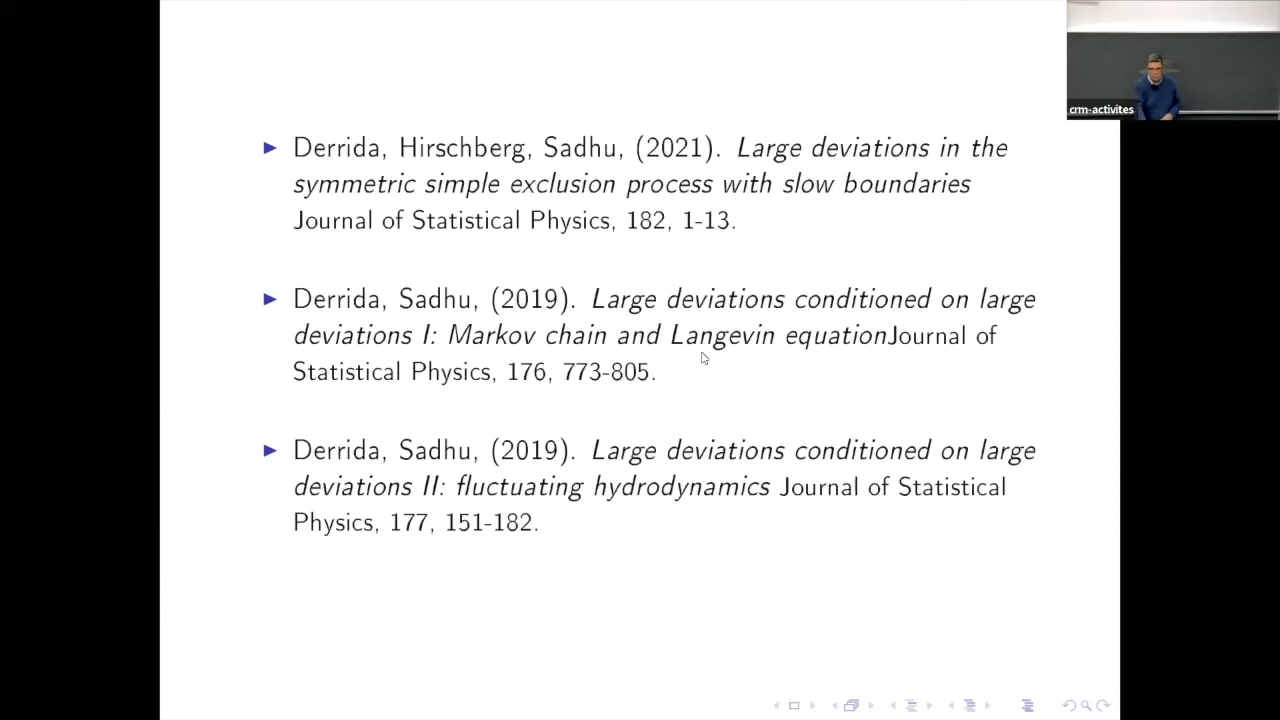 crm-activites
▶ Derrida, Hirschberg, Sadhu, (2021). Large deviations in the
symmetric simple exclusion process with slow boundaries
Journal of Statistical Physics, 182, 1-13.
▶ Derrida, Sadhu, (2019). Large deviations conditioned on large
deviations I: Markov chain and Langevin equationJournal of
Statistical Physics, 176, 773-805.
▶ Derrida, Sadhu, (2019). Large deviations conditioned on large
deviations II: fluctuating hydrodynamics Journal of Statistical
Physics, 177, 151-182.